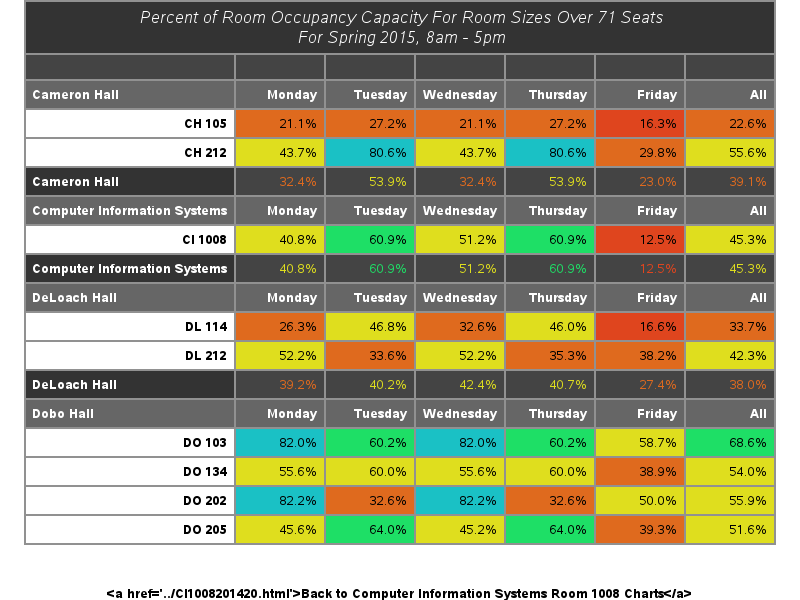 Percent of Room Occupancy Capacity For Room Sizes Over 71 Seats
For Spring 2015, 8am - 5pm
Cameron Hall Monday Tuesday Wednesday Thursday Friday All
CH 105 21.1% 27.2% 21.1% 27.2% 16.3% 22.6%
CH 212 43.7% 80.6% 43.7% 80.6% 29.8% 55.6%
Cameron Hall 32.4% 53.9% 32.4% 53.9% 23.0% 39.1%
Computer Information Systems Monday Tuesday Wednesday Thursday Friday All
CI 1008 40.8% 60.9% 51.2% 60.9% 12.5% 45.3%
Computer Information Systems 40.8% 60.9% 51.2% 60.9% 12.5% 45.3%
DeLoach Hall Monday Tuesday Wednesday Thursday Friday All
DL 114 26.3% 46.8% 32.6% 46.0% 16.6% 33.7%
DL 212 52.2% 33.6% 52.2% 35.3% 38.2% 42.3%
DeLoach Hall 39.2% 40.2% 42.4% 40.7% 27.4% 38.0%
Dobo Hall Monday Tuesday Wednesday Thursday Friday All
DO 103 82.0% 60.2% 82.0% 60.2% 58.7% 68.6%
DO 134 55.6% 60.0% 55.6% 60.0% 38.9% 54.0%
DO 202 82.2% 32.6% 82.2% 32.6% 50.0% 55.9%
DO 205 45.6% 64.0% 45.2% 64.0% 39.3% 51.6%
&lt;a href='../CI1008201420.html'&gt;Back to Computer Information Systems Room 1008 Charts&lt;/a&gt;